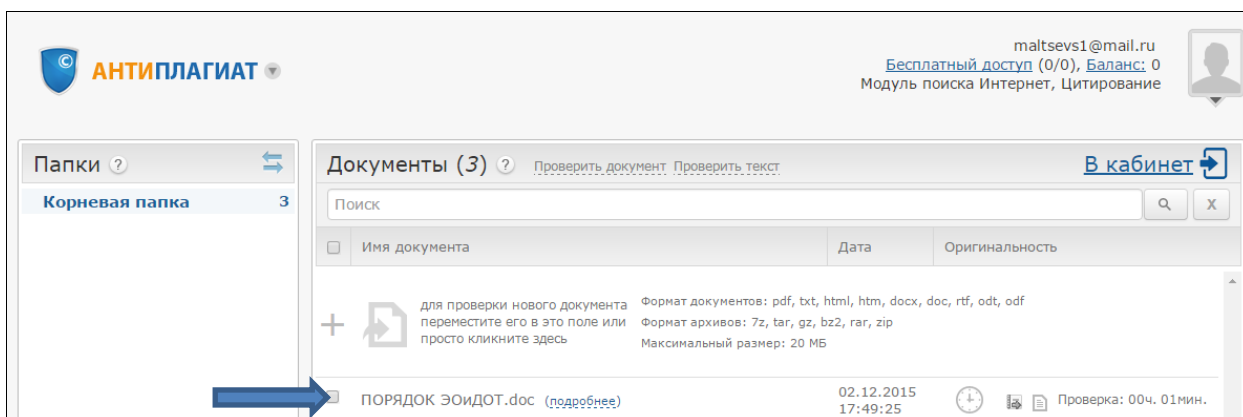 maltsevs1@mail.ru
© АНТИПЛАГИАТ
Бесплатный доступ (0/0), Баланс: 0
Модуль поиска Интернет, Цитирование
Папки ?
Документы (3) ? Проверить документ Проверить текст В кабинет
Корневая папка 3
Поиск X
Имя документа Дата Оригинальность
для проверки нового документа
переместите его в это поле или
просто кликните здесь
Формат документов: pdf, txt, html, htm, docx, doc, rtf, odt, odf
Формат архивов: 7z, tar, gz, bz2, rar, zip
Максимальный размер: 20 МБ
ПОРЯДОК ЭОиДОТ.doc (подробнее)
02.12.2015
17:49:25
Проверка: 00ч. 01мин.